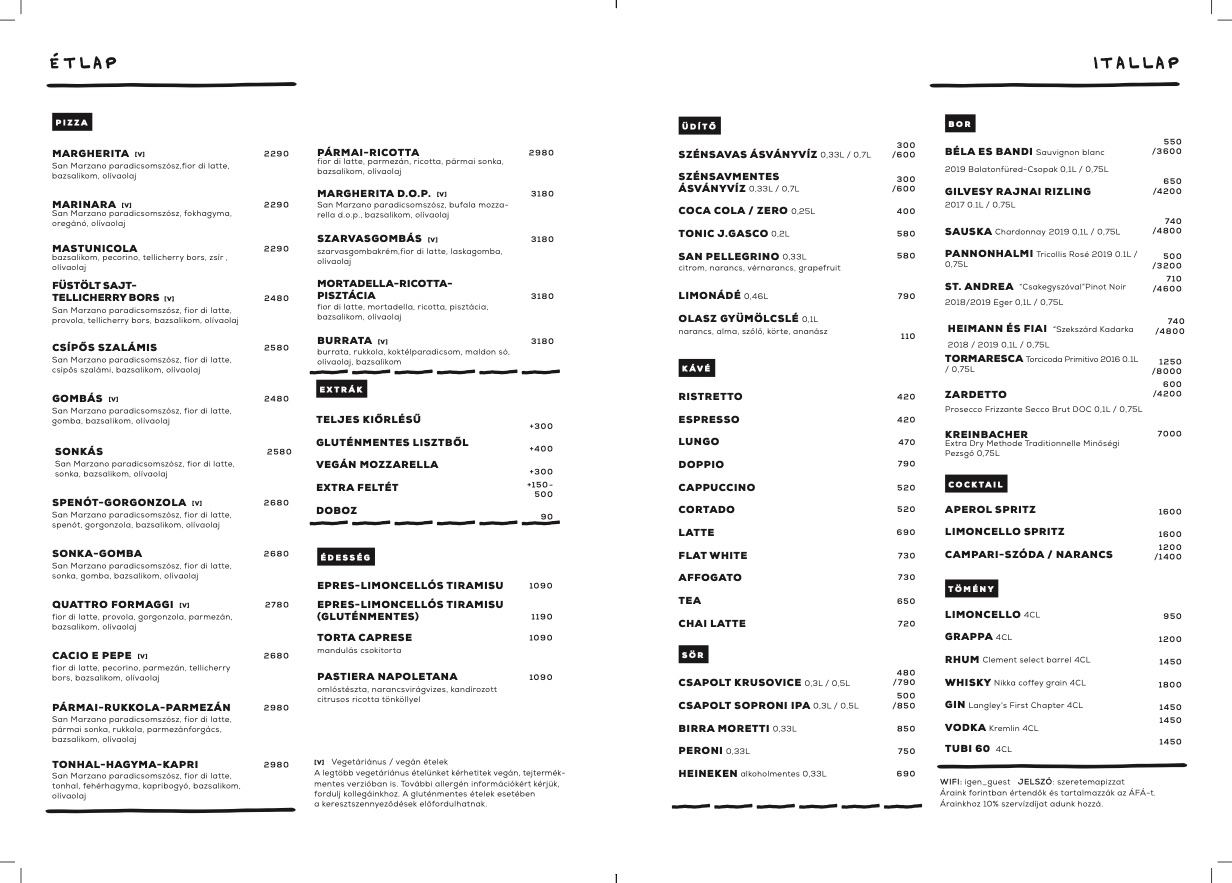 ÉTLAP
PIZZA
MARGHERITA [V] 2290
San Marzano paradicsomszósz,fior di latte,
bazsalikom, olívaolaj
MARINARA [V] 2290
San Marzano paradicsomszósz, fokhagyma,
oregánó, olívaolaj
MASTUNICOLA 2290
bazsalikom, pecorino, tellicherry bors, zsír ,
olívaolaj
FÜSTÖLT SAJT-
TELLICHERRY BORS [V] 2480
San Marzano paradicsomszósz, fior di latte,
provola, tellicherry bors, bazsalikom, olívaolaj
CSÍPŐS SZALÁMIS 2580
San Marzano paradicsomszósz, fior di latte,
csípős szalámi, bazsalikom, olívaolaj
GOMBÁS [V] 2480
San Marzano paradicsomszósz, fior di latte,
gomba, bazsalikom, olívaolaj
SONKÁS 2580
San Marzano paradicsomszósz, fior di latte,
sonka, bazsalikom, olívaolaj
SPENÓT-GORGONZOLA [V] 2680
San Marzano paradicsomszósz, fior di latte,
spenót, gorgonzola, bazsalikom, olívaolaj
SONKA-GOMBA 2680
San Marzano paradicsomszósz, fior di latte,
sonka, gomba, bazsalikom, olívaolaj
QUATTRO FORMAGGI [V] 2780
fior di latte, provola, gorgonzola, parmezán,
bazsalikom, olívaolaj
CACIO E PEPE [V] 2680
fior di latte, pecorino, parmezán, tellicherry
bors, bazsalikom, olívaolaj
PÁRMAI-RUKKOLA-PARMEZÁN 2980
San Marzano paradicsomszósz, fior di latte,
pármai sonka, rukkola, parmezánforgács,
bazsalikom, olívaolaj
TONHAL-HAGYMA-KAPRI 2980
San Marzano paradicsomszósz, fior di latte,
tonhal, fehérhagyma, kapribogyó, bazsalikom,
olívaolaj
PÁRMAI-RICOTTA 2980
fior di latte, parmezán, ricotta, pármai sonka,
bazsalikom, olívaolaj
MARGHERITA D.O.P. [V] 3180
San Marzano paradicsomszósz, bufala mozza-
rella d.o.p., bazsalikom, olívaolaj
SZARVASGOMBÁS [V] 3180
szarvasgombakrém,fior di latte, laskagomba,
olívaolaj
MORTADELLA-RICOTTA-
PISZTÁCIA 3180
fior di latte, mortadella, ricotta, pisztácia,
bazsalikom, olívaolaj
BURRATA [V] 3180
burrata, rukkola, koktélparadicsom, maldon só,
olívaolaj, bazsalikom
EXTRÁK
TELJES KIŐRLÉSŰ +300
GLUTÉNMENTES LISZTBŐL +400
VEGÁN MOZZARELLA +300
EXTRA FELTÉT +150-
500
DOBOZ 90
ÉDESSÉG
EPRES-LIMONCELLÓS TIRAMISU 1090
EPRES-LIMONCELLÓS TIRAMISU
(GLUTÉNMENTES) 1190
TORTA CAPRESE 1090
mandulás csokitorta
PASTIERA NAPOLETANA 1090
omlóstészta, narancsvirágvizes, kandírozott
citrusos ricotta tönköllyel
[V] Vegetáriánus / vegán ételek
A legtöbb vegetáriánus ételünket kérhetitek vegán, tejtermék-
mentes verzióban is. További allergén információkért kérjük,
fordulj kollégáinkhoz. A gluténmentes ételek esetében
a keresztszennyeződések előfordulhatnak.
ITALLAP
ÜDÍTŐ
SZÉNSAVAS ÁSVÁNYVÍZ 0,33L / 0,7L 300
/600
SZÉNSAVMENTES
ÁSVÁNYVÍZ 0,33L / 0,7L 300
/600
COCA COLA / ZERO 0,25L 400
TONIC J.GASCO 0,2L 580
SAN PELLEGRINO 0,33L 580
citrom, narancs, vérnarancs, grapefruit
LIMONÁDÉ 0,46L 790
OLASZ GYÜMÖLCSLÉ 0,1L
narancs, alma, szőlő, körte, ananász
110
KÁVÉ
RISTRETTO 420
ESPRESSO 420
LUNGO 470
DOPPIO 790
CAPPUCCINO 520
CORTADO 520
LATTE 690
FLAT WHITE 730
AFFOGATO 730
TEA 650
CHAI LATTE 720
SÖR
CSAPOLT KRUSOVICE 0,3L / 0,5L 480
/790
CSAPOLT SOPRONI IPA 0,3L / 0,5L 500
/850
BIRRA MORETTI 0,33L 850
PERONI 0,33L 750
HEINEKEN alkoholmentes 0,33L 690
BOR
BÉLA ES BANDI Sauvignon blanc 550
/3600
2019 Balatonfüred-Csopak 0,1L / 0,75L
GILVESY RAJNAI RIZLING 650
/4200
2017 0.1L / 0,75L
SAUSKA Chardonnay 2019 0,1L / 0,75L 740
/4800
PANNONHALMI Tricollis Rosé 2019 0.1L /
0,75L 500
/3200
ST. ANDREA "Csakegyszóval"Pinot Noir 710
/4600
2018/2019 Eger 0,1L / 0,75L
HEIMANN ÉS FIAI "Szekszárd Kadarka 740
/4800
2018 / 2019 0,1L / 0,75L
TORMARESCA Torcicoda Primitivo 2016 0.1L
/ 0,75L 1250
/8000
ZARDETTO 600
/4200
Prosecco Frizzante Secco Brut DOC 0,1L / 0,75L
KREINBACHER 7000
Extra Dry Methode Traditionnelle Minőségi
Pezsgő 0,75L
COCKTAIL
APEROL SPRITZ 1600
LIMONCELLO SPRITZ 1600
CAMPARI-SZÓDA / NARANCS 1200
/1400
TÖMÉNY
LIMONCELLO 4CL 950
GRAPPA 4CL 1200
RHUM Clement select barrel 4CL 1450
WHISKY Nikka coffey grain 4CL 1800
GIN Langley's First Chapter 4CL 1450
VODKA Kremlin 4CL 1450
TUBI 60 4CL 1450
WIFI: igen_guest JELSZÓ: szeretemapizzat
Áraink forintban értendők és tartalmazzák az ÁFÁ-t.
Árainkhoz 10% szervízdíjat adunk hozzá.